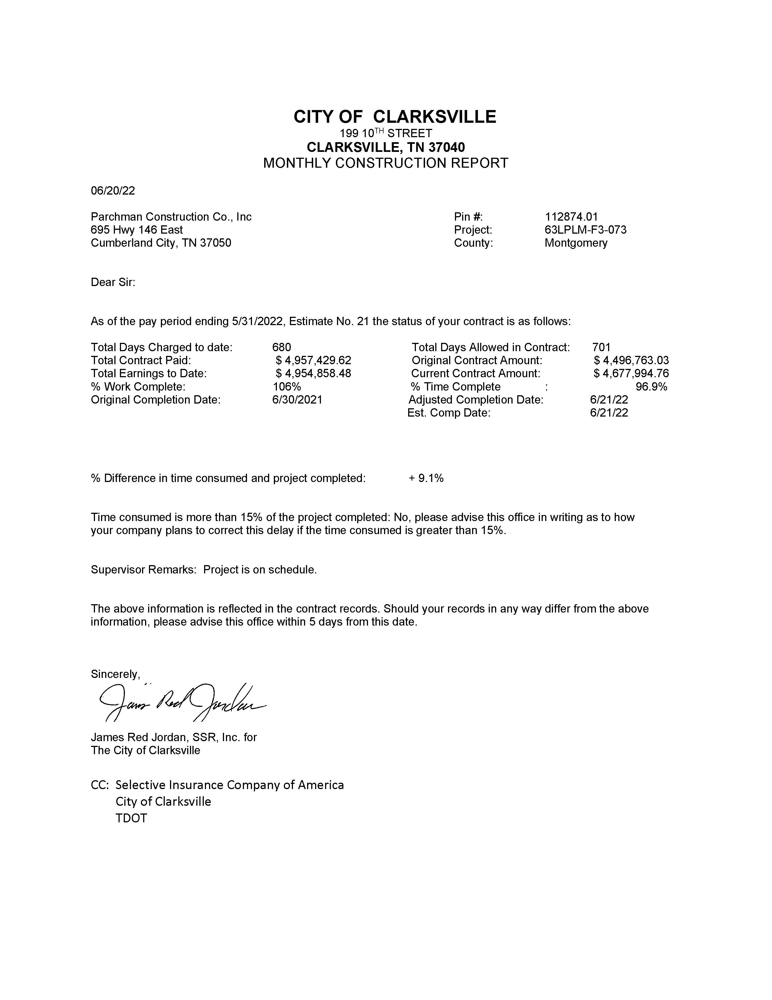 CITY OF CLARKSVILLE
199 10TH STREET
CLARKSVILLE, TN 37040
MONTHLY CONSTRUCTION REPORT
06/20/22
Parchman Construction Co., Inc Pin #: 112874.01
695 Hwy 146 East Project: 63LPLM-F3-073
Cumberland City, TN 37050 County: Montgomery
Dear Sir:
As of the pay period ending 5/31/2022, Estimate No. 21 the status of your contract is as follows:
Total Days Charged to date: 680 Total Days Allowed in Contract: 701
Total Contract Paid: $ 4,957,429.62 Original Contract Amount: $ 4,496,763.03
Total Earnings to Date: $ 4,954,858.48 Current Contract Amount: $ 4,677,994.76
% Work Complete: 106% % Time Complete : 96.9%
Original Completion Date: 6/30/2021 Adjusted Completion Date: 6/21/22
Est. Comp Date: 6/21/22
% Difference in time consumed and project completed: + 9.1%
Time consumed is more than 15% of the project completed: No, please advise this office in writing as to how
your company plans to correct this delay if the time consumed is greater than 15%.
Supervisor Remarks: Project is on schedule.
The above information is reflected in the contract records. Should your records in any way differ from the above
information, please advise this office within 5 days from this date.
Sincerely,
James Red Jordan
James Red Jordan, SSR, Inc. for
The City of Clarksville
CC: Selective Insurance Company of America
City of Clarksville
TDOT